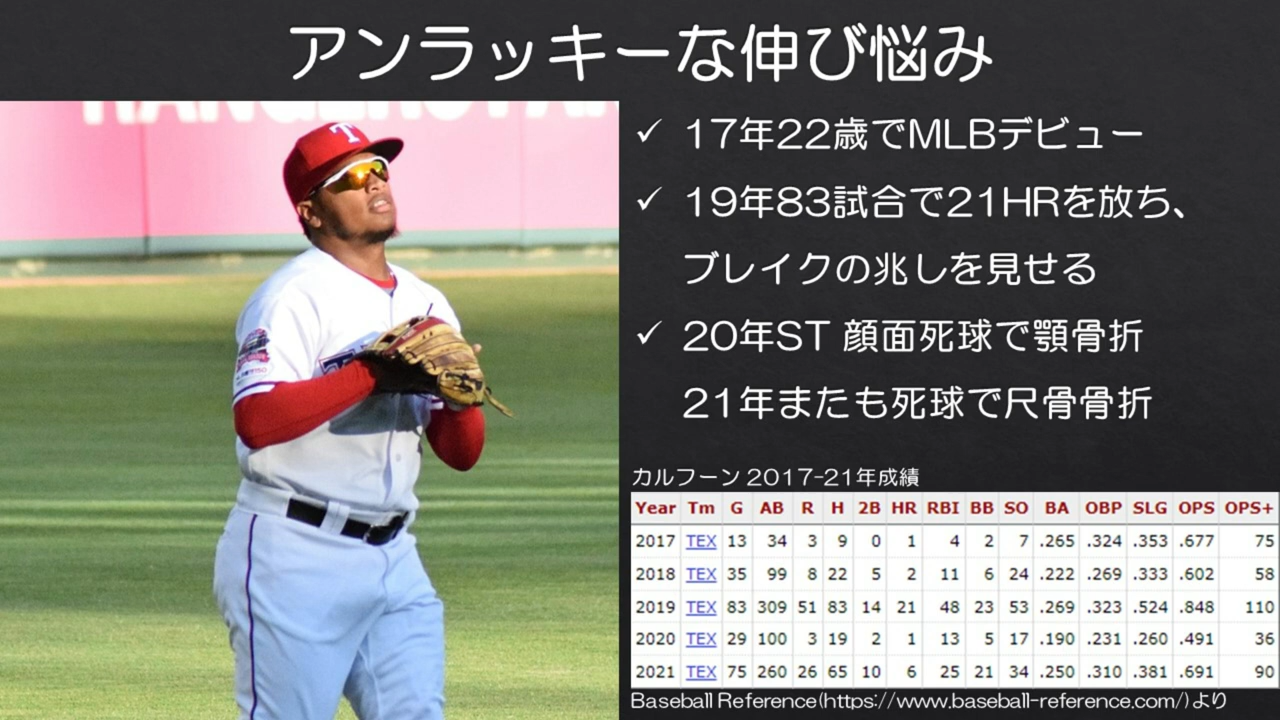 アンラッキーな伸び悩み
✓ 17年22歳でMLBデビュー
✓ 19年83試合で21HRを放ち、
ブレイクの兆しを見せる
✓ 20年ST 顔面死球で顎骨折
21年またも死球で尺骨骨折
カルフーン 2017-21年成績
Year Tm G AB R H 2B HR RBI BB SO BA OBP SLG OPS OPS+
2017 TEX 13 34 3 9 0 1 4 2 7 .265 .324 .353 .677 75
2018 TEX 35 99 8 22 5 2 11 6 24 .222 .269 .333 .602 58
2019 TEX 83 309 51 83 14 21 48 23 53 .269 .323 .524 .848 110
2020 TEX 29 100 3 19 2 1 13 5 17 .190 .231 .260 .491 36
2021 TEX 75 260 26 65 10 6 25 21 34 .250 .310 .381 .691 90
Baseball Reference(https://www.baseball-reference.com/)より
T